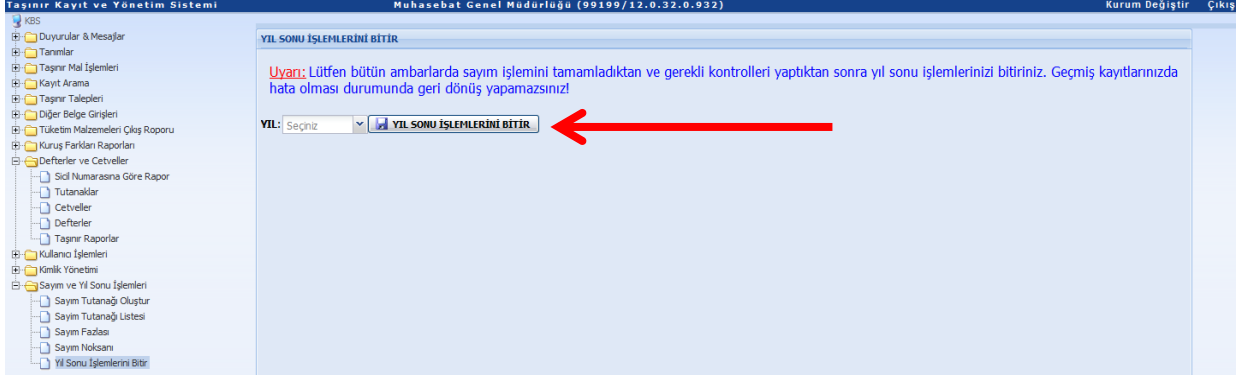 Taşınır Kayıt ve Yönetim Sistemi Muhasebat Genel Müdürlüğü (99199/12.0.32.0.932) Kurum Değiştir Çıkış
KBS
Duyurular & Mesajlar
Tanımlar
Taşınır Mal İşlemleri
Kayıt Arama
Taşınır Talepleri
Diğer Belge Girişleri
Tüketim Malzemeleri Çıkış Roporu
Kuruş Farkları Raporları
Defterler ve Cetveller
Sicil Numarasına Göre Rapor
Tutanaklar
Cetveller
Defterler
Taşınır Raporlar
Kullanıcı İşlemleri
Kimlik Yönetimi
Sayım ve Yıl Sonu İşlemleri
Sayım Tutanağı Oluştur
Sayim Tutanağı Listesi
Sayım Fazlası
Sayım Noksanı
Yıl Sonu İşlemlerini Bitir
YIL SONU İŞLEMLERİNİ BİTİR
Uyarı: Lütfen bütün ambarlarda sayım işlemini tamamladıktan ve gerekli kontrolleri yaptıktan sonra yıl sonu işlemlerinizi bitiriniz. Geçmiş kayıtlarınızda
hata olması durumunda geri dönüş yapamazsınız!
YIL: Seçiniz YIL SONU İŞLEMLERİNİ BİTİR